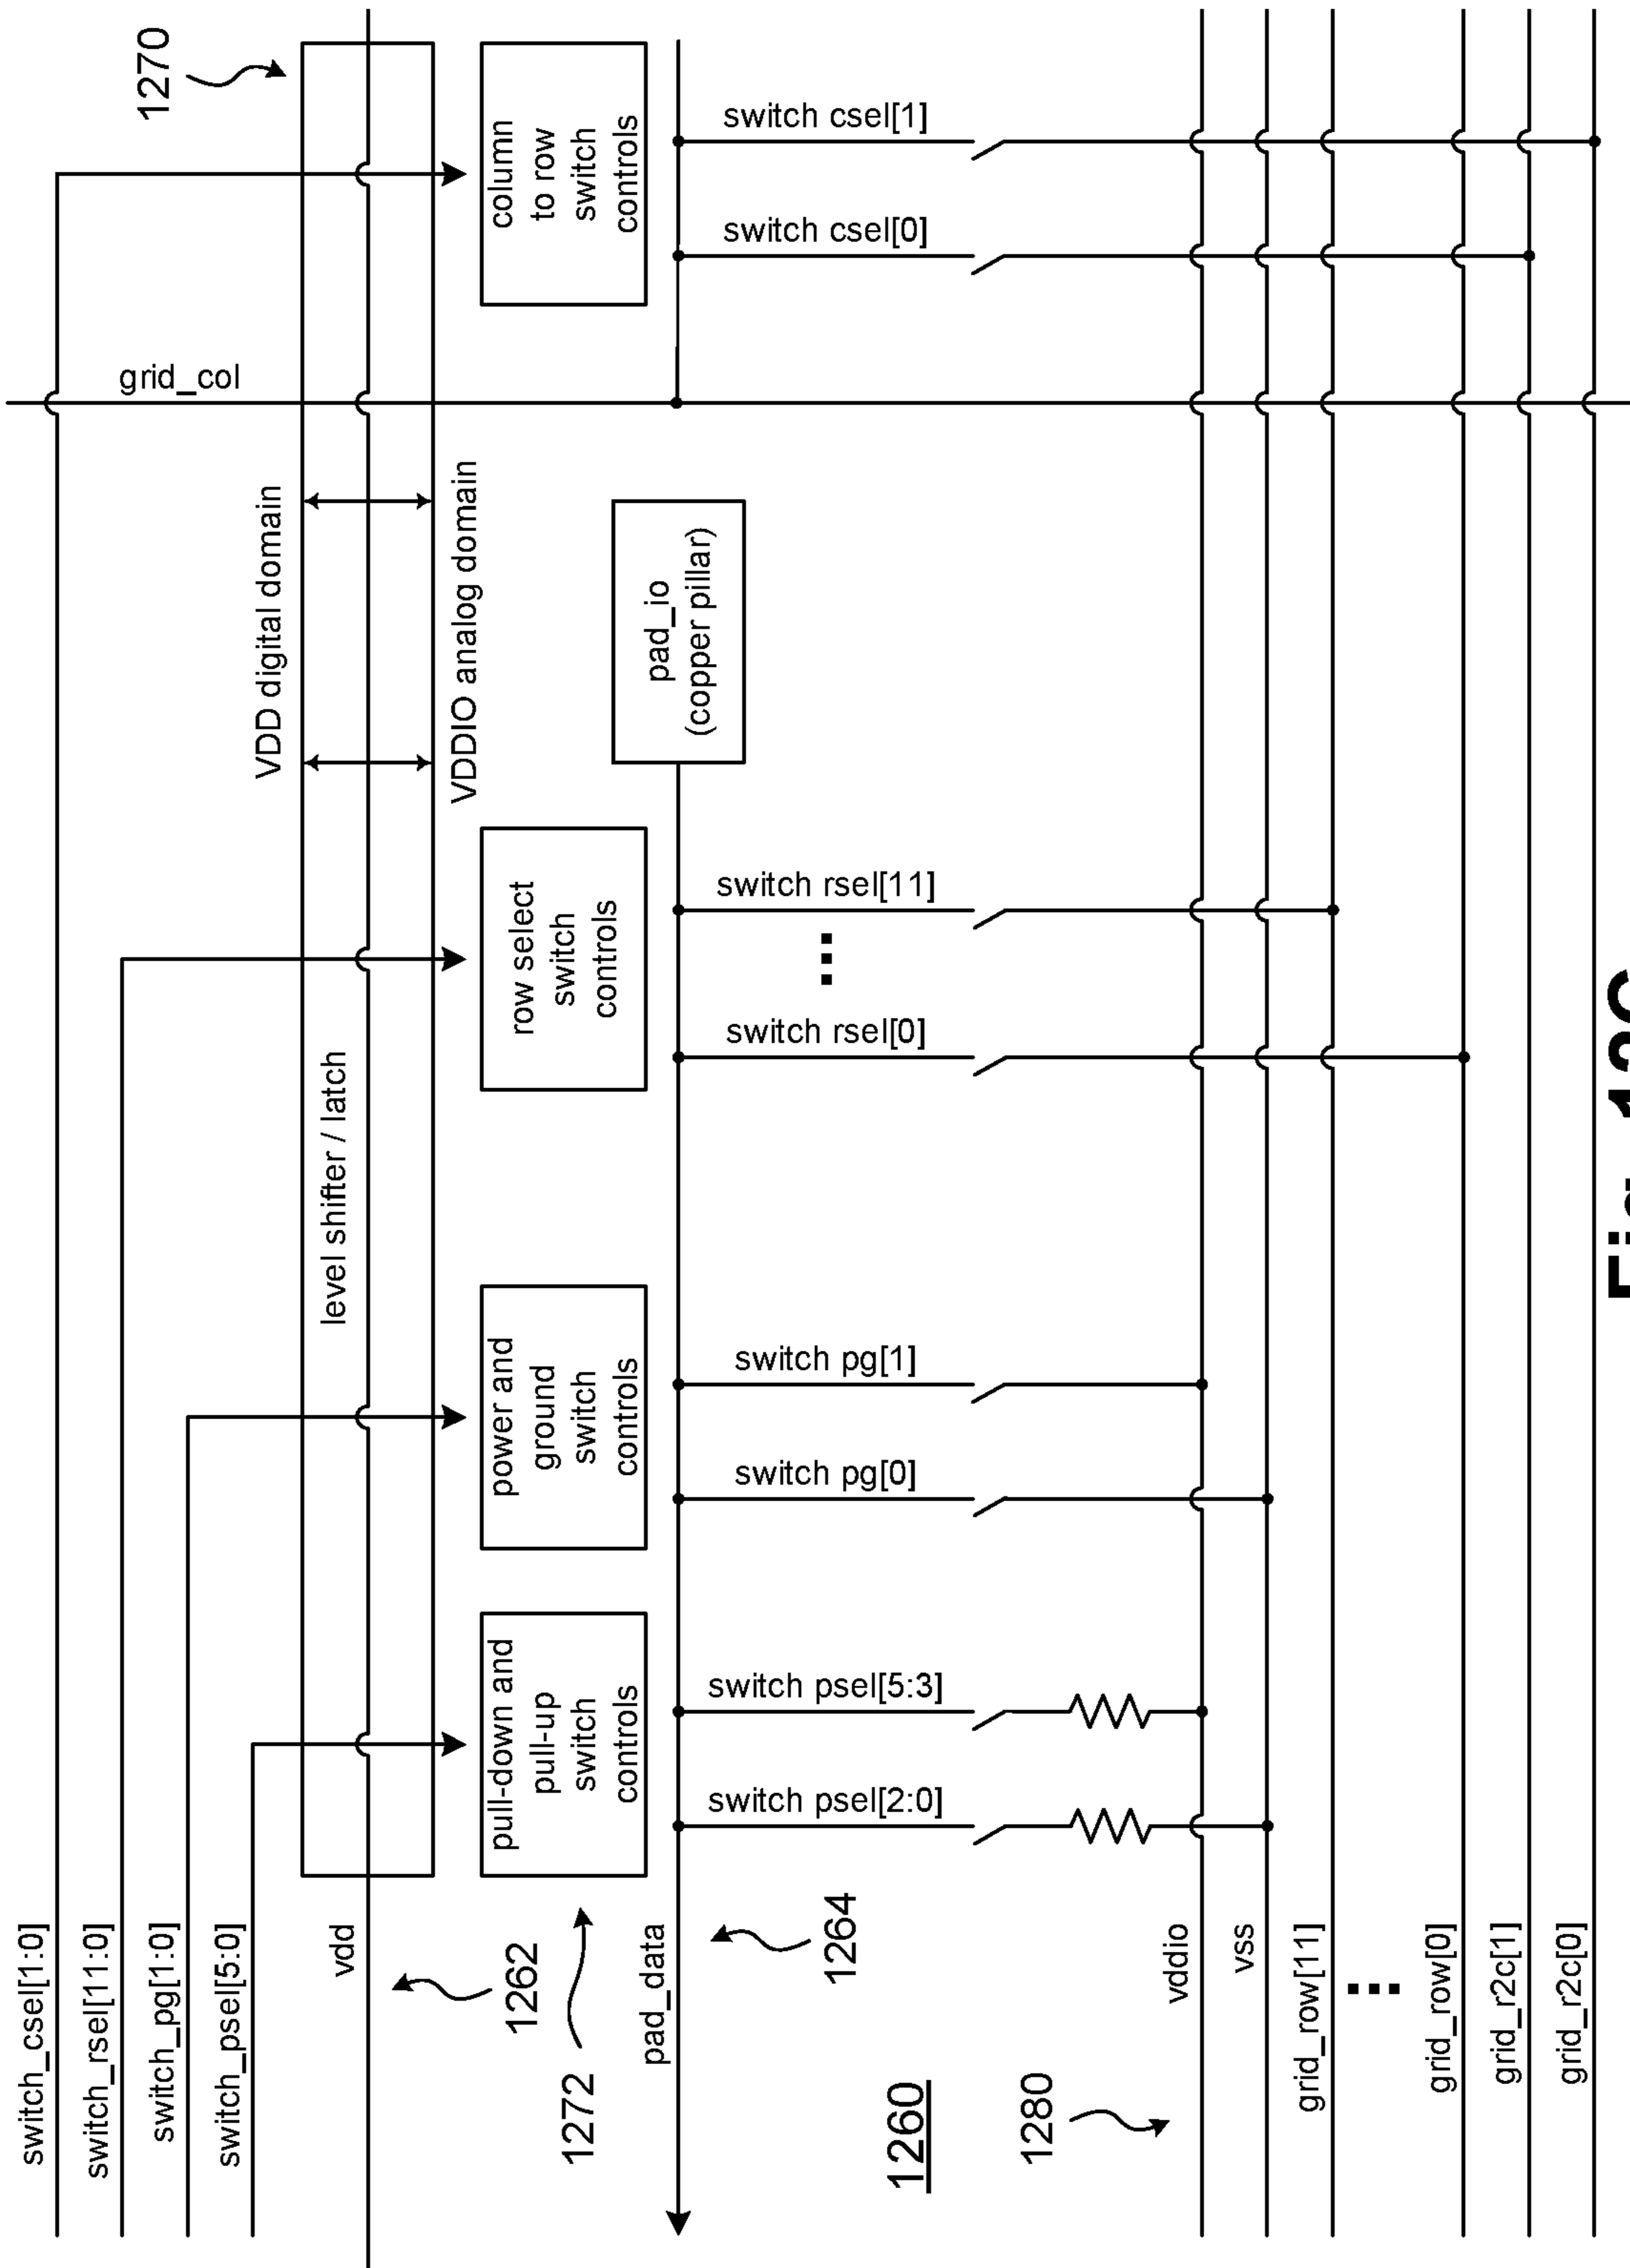 switch_csel[1:0]
switch_rsel[11:0]
switch_pg[1:0]
switch_psel[5:0]
grid_col
1270
VDD digital domain
level shifter / latch
vdd
1262
VDDIO analog domain
1272
pull-down and
pull-up
switch
controls
power and
ground
switch
controls
row select
switch
controls
column
to row
switch
controls
pad_io
(copper pillar)
pad_data
1264
switch psel[2:0]
switch psel[5:3]
switch pg[0]
switch pg[1]
switch rsel[0]
switch rsel[11]
switch csel[0]
switch csel[1]
1260
1280
vddio
vss
grid_row[11]
grid_row[0]
grid_r2c[1]
grid_r2c[0]